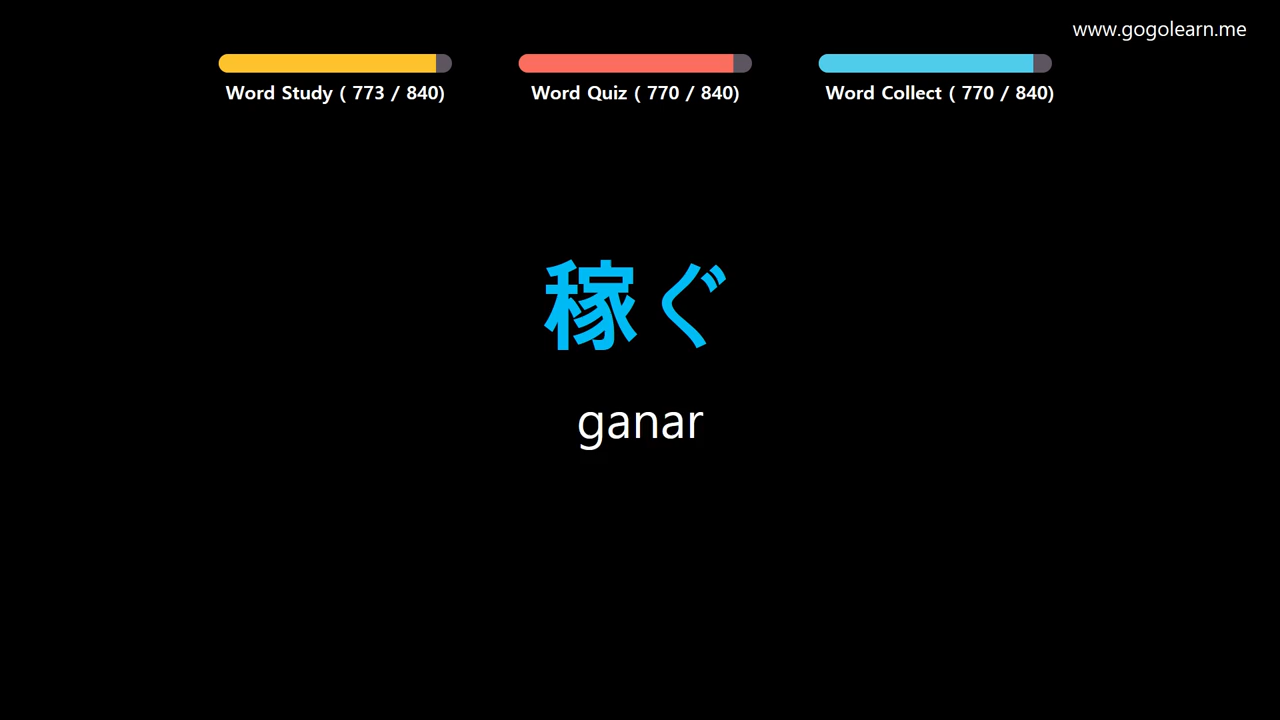 www.gogolearn.me
Word Study ( 773 / 840)
Word Quiz ( 770 / 840)
Word Collect ( 770 / 840)
稼ぐ
ganar